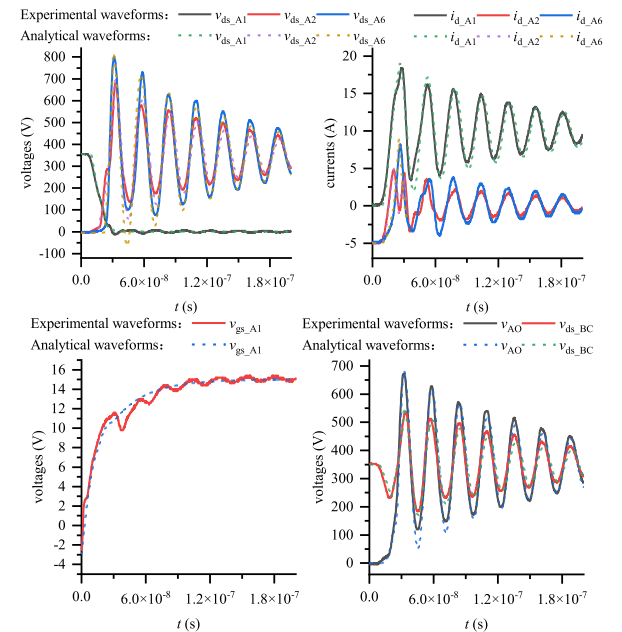 Experimental waveforms: v_ds_A1 v_ds_A2 v_ds_A6
Analytical waveforms: v_ds_A1 v_ds_A2 v_ds_A6
i_d_A1 i_d_A2 i_d_A6
i_d_A1 i_d_A2 i_d_A6
voltages (V)
800
700
600
500
400
300
200
100
0
-100
0.0 6.0×10⁻⁸ 1.2×10⁻⁷ 1.8×10⁻⁷
t (s)
currents (A)
20
15
10
5
0
-5
0.0 6.0×10⁻⁸ 1.2×10⁻⁷ 1.8×10⁻⁷
t (s)
Experimental waveforms: v_gs_A1
Analytical waveforms: v_gs_A1
voltages (V)
16
14
12
10
8
6
4
2
0
-2
-4
0.0 6.0×10⁻⁸ 1.2×10⁻⁷ 1.8×10⁻⁷
t (s)
Experimental waveforms: v_AO v_ds_BC
Analytical waveforms: v_AO v_ds_BC
voltages (V)
700
600
500
400
300
200
100
0
0.0 6.0×10⁻⁸ 1.2×10⁻⁷ 1.8×10⁻⁷
t (s)